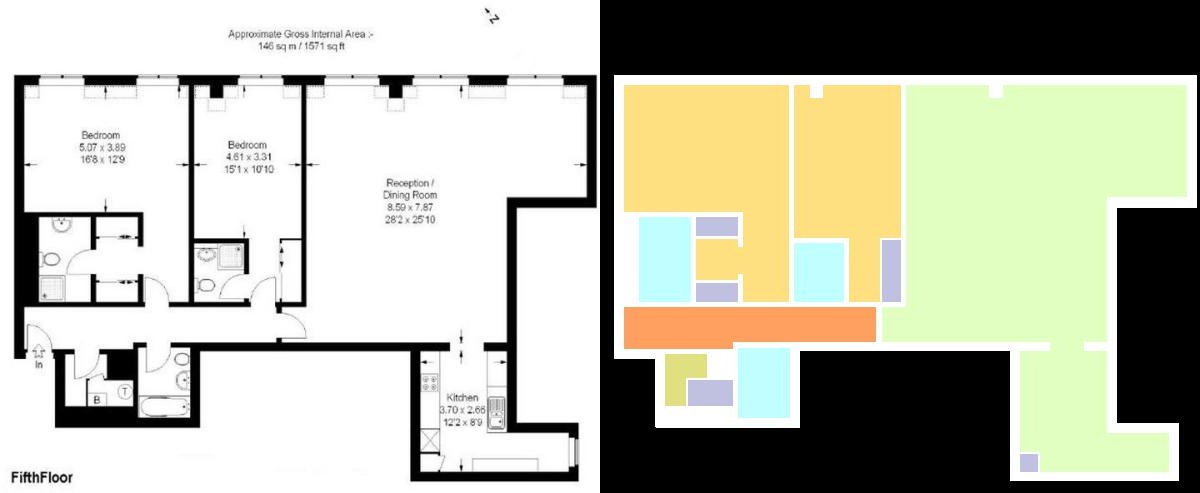 Z
Approximate Gross Internal Area :-
146 sq m / 1571 sq ft
Bedroom
5.07 x 3.89
16'8 x 12'9
Bedroom
4.61 x 3.31
15'1 x 10'10
Reception /
Dining Room
8.59 x 7.87
28'2 x 25'10
In
B
T
Kitchen
3.70 x 2.66
12'2 x 8'9
FifthFloor